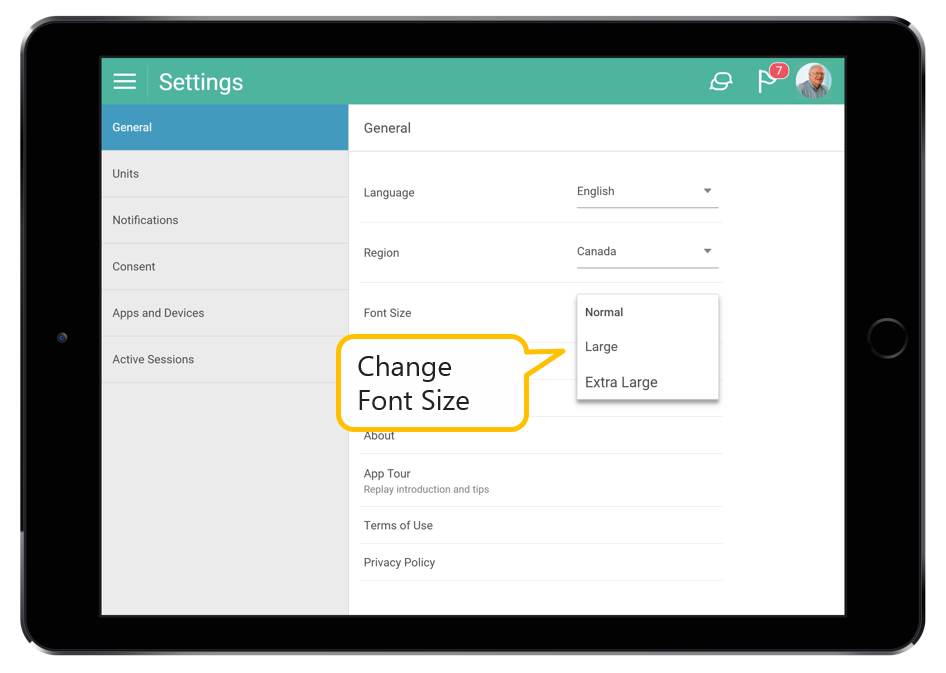 Settings
7
General
Units
Notifications
Consent
Apps and Devices
Active Sessions
General
Language English
Region Canada
Font Size
Normal
Large
Extra Large
Change
Font Size
About
App Tour
Replay introduction and tips
Terms of Use
Privacy Policy